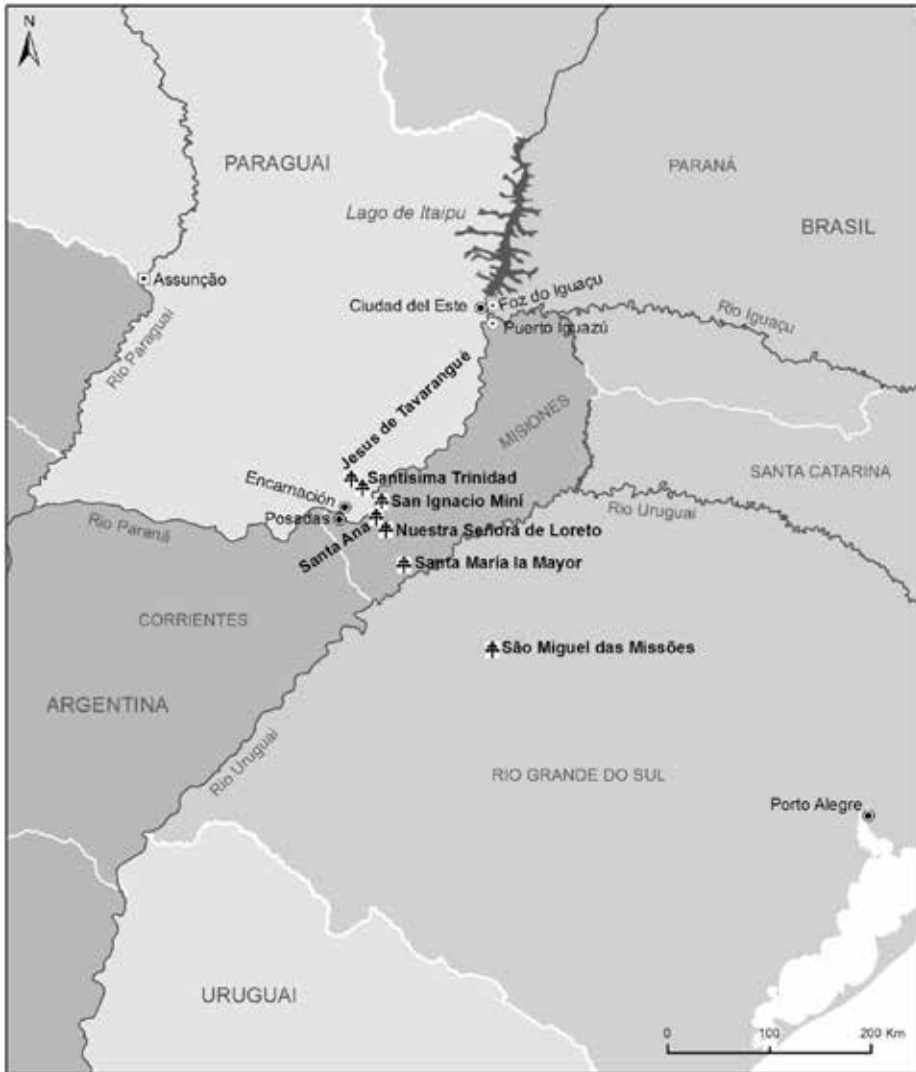 N
PARAGUAI
PARANÁ
Lago de Itaipu
BRASIL
Assunção
Foz do Iguaçu
Ciudad del Este
Rio Iguaçu
Puerto Iguazú
Rio Paraguai
Jesus de Tavarangué
MISIONES
Santísima Trinidad
SANTA CATARINA
Encarnación
San Ignacio Miní
Rio Uruguai
Posadas
Rio Paraná
Santa Ana
Nuestra Señora de Loreto
Santa Maria la Mayor
CORRIENTES
São Miguel das Missões
ARGENTINA
Rio Uruguai
RIO GRANDE DO SUL
Porto Alegre
URUGUAI
0 100 200 Km